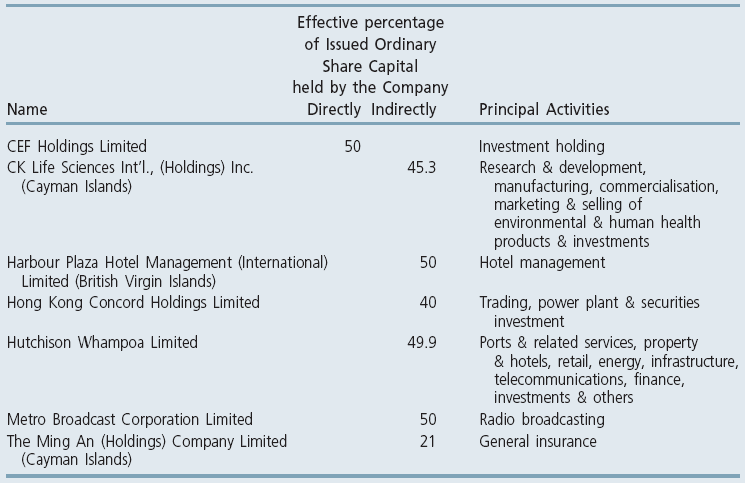 Effective percentage
of Issued Ordinary
Share Capital
held by the Company
Name Directly Indirectly Principal Activities
CEF Holdings Limited 50 Investment holding
CK Life Sciences Int'l., (Holdings) Inc. 45.3 Research & development,
(Cayman Islands) manufacturing, commercialisation,
marketing & selling of
environmental & human health
products & investments
Harbour Plaza Hotel Management (International) 50 Hotel management
Limited (British Virgin Islands)
Hong Kong Concord Holdings Limited 40 Trading, power plant & securities
investment
Hutchison Whampoa Limited 49.9 Ports & related services, property
& hotels, retail, energy, infrastructure,
telecommunications, finance,
investments & others
Metro Broadcast Corporation Limited 50 Radio broadcasting
The Ming An (Holdings) Company Limited 21 General insurance
(Cayman Islands)